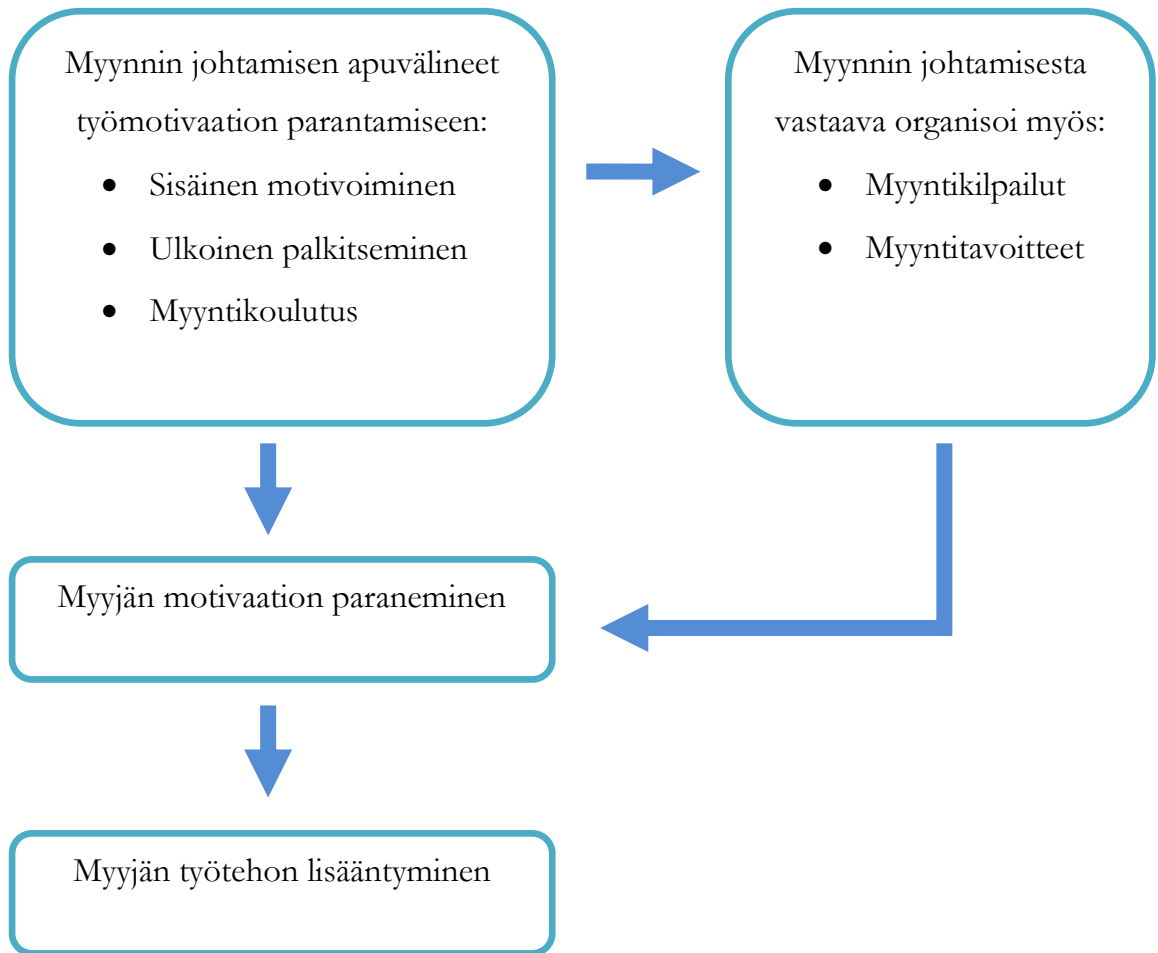 Myynnin johtamisen apuvälineet
työmotivaation parantamiseen:
• Sisäinen motivoiminen
• Ulkoinen palkitseminen
• Myyntikoulutus
Myynnin johtamisesta
vastaava organisoi myös:
• Myyntikilpailut
• Myyntitavoitteet
Myyjän motivaation paraneminen
Myyjän työtehon lisääntyminen